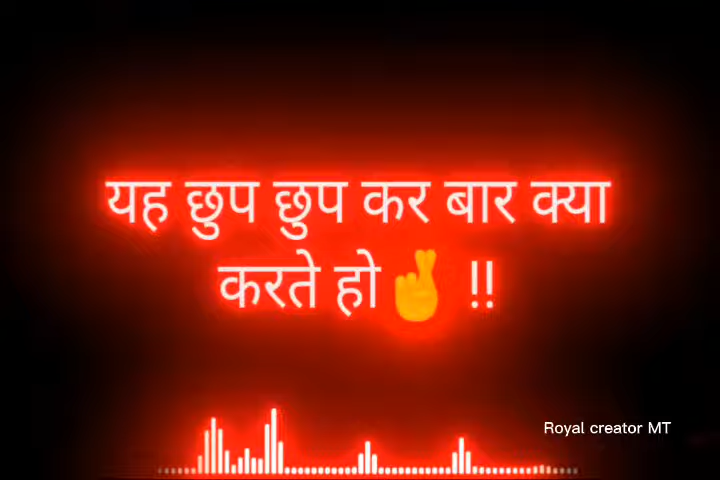 यह छुप छुप कर बार क्या
करते हो🤞 !!
Royal creator MT